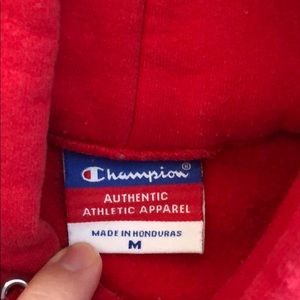 Champion®
AUTHENTIC
ATHLETIC APPAREL
MADE IN HONDURAS
M